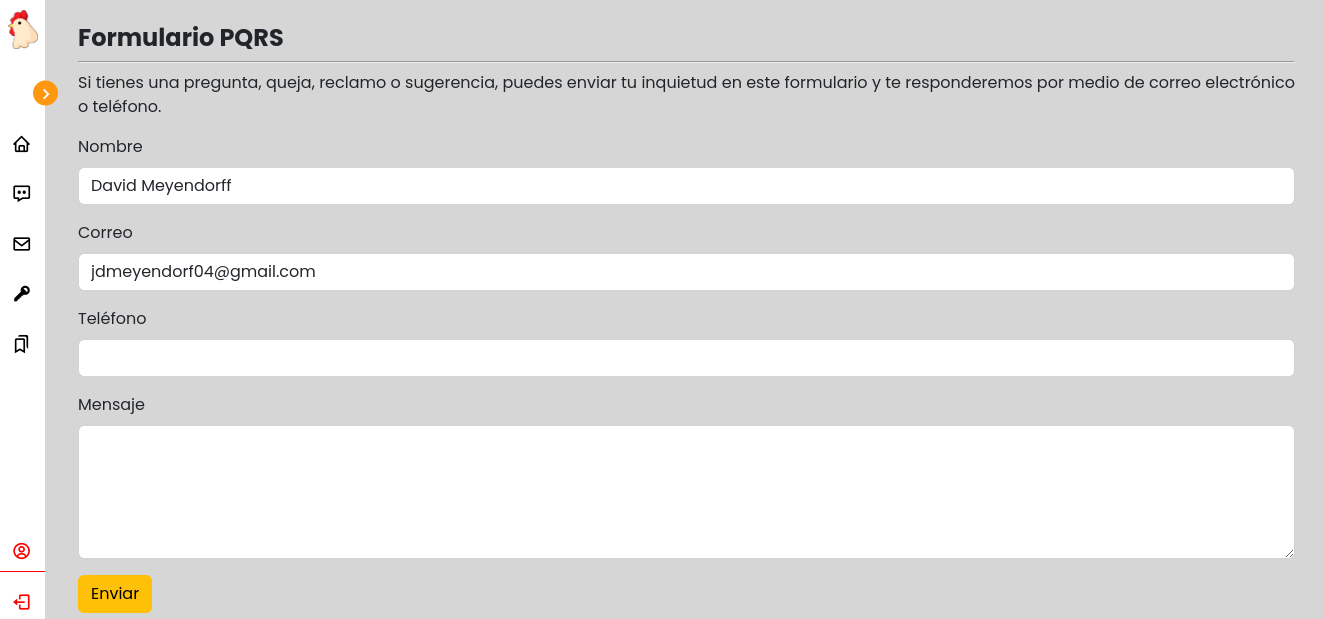 Formulario PQRS
Si tienes una pregunta, queja, reclamo o sugerencia, puedes enviar tu inquietud en este formulario y te responderemos por medio de correo electrónico
o teléfono.
Nombre
David Meyendorff
Correo
jdmeyendorf04@gmail.com
Teléfono
Mensaje
Enviar